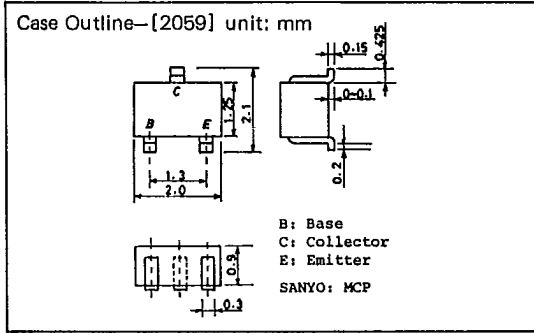 Case Outline—[2059] unit: mm
0.15
0.425
C
0~0.1
1.25
2.1
B
E
1.3
2.0
0.2
B: Base
C: Collector
E: Emitter
SANYO: MCP
0.9
0.3